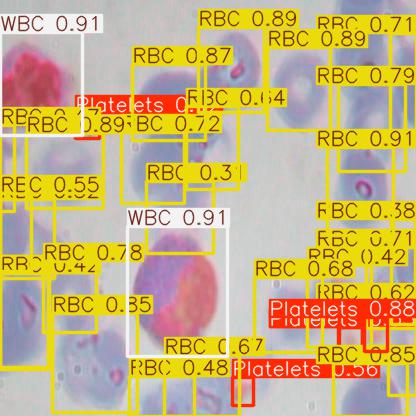 RBC 0.89
WBC 0.91
RBC 0.71
RBC 0.89
RBC 0.87
RBC 0.79
RBC 0.64
Platelets
RBC
RBC 0.89
RBC 0.72
RBC 0.91
RBC 0.31
RBC 0.55
RBC 0.38
WBC 0.91
RBC 0.71
RBC 0.78
RBC 0.42
RBC 0.42
RBC 0.68
RBC 0.62
RBC 0.85
Platelets 0.88
Platelets
RBC 0.67
RBC 0.85
RBC 0.48
Platelets 0.56